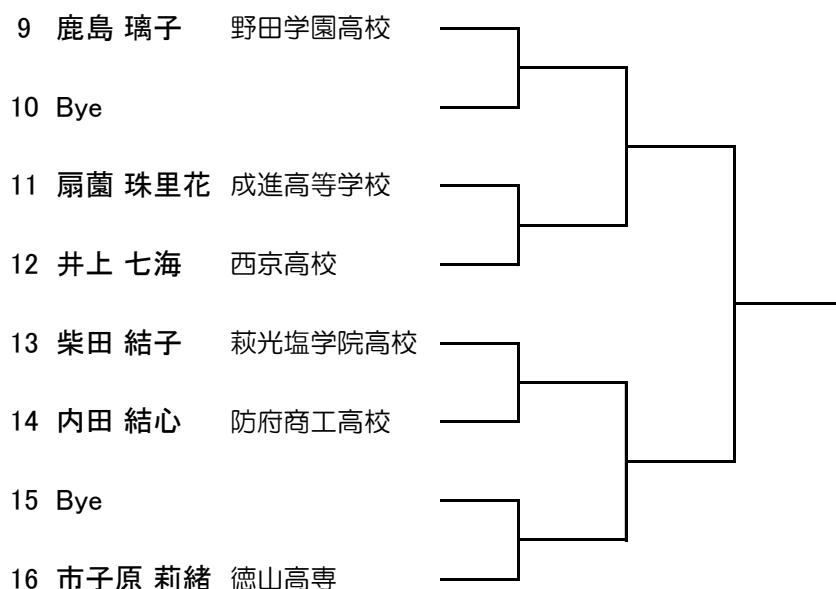 9 鹿島 璃子 野田学園高校
10 Bye
11 扇薗 珠里花 成進高等学校
12 井上 七海 西京高校
13 柴田 結子 萩光塩学院高校
14 内田 結心 防府商工高校
15 Bye
16 市子原 莉緒 徳山高専